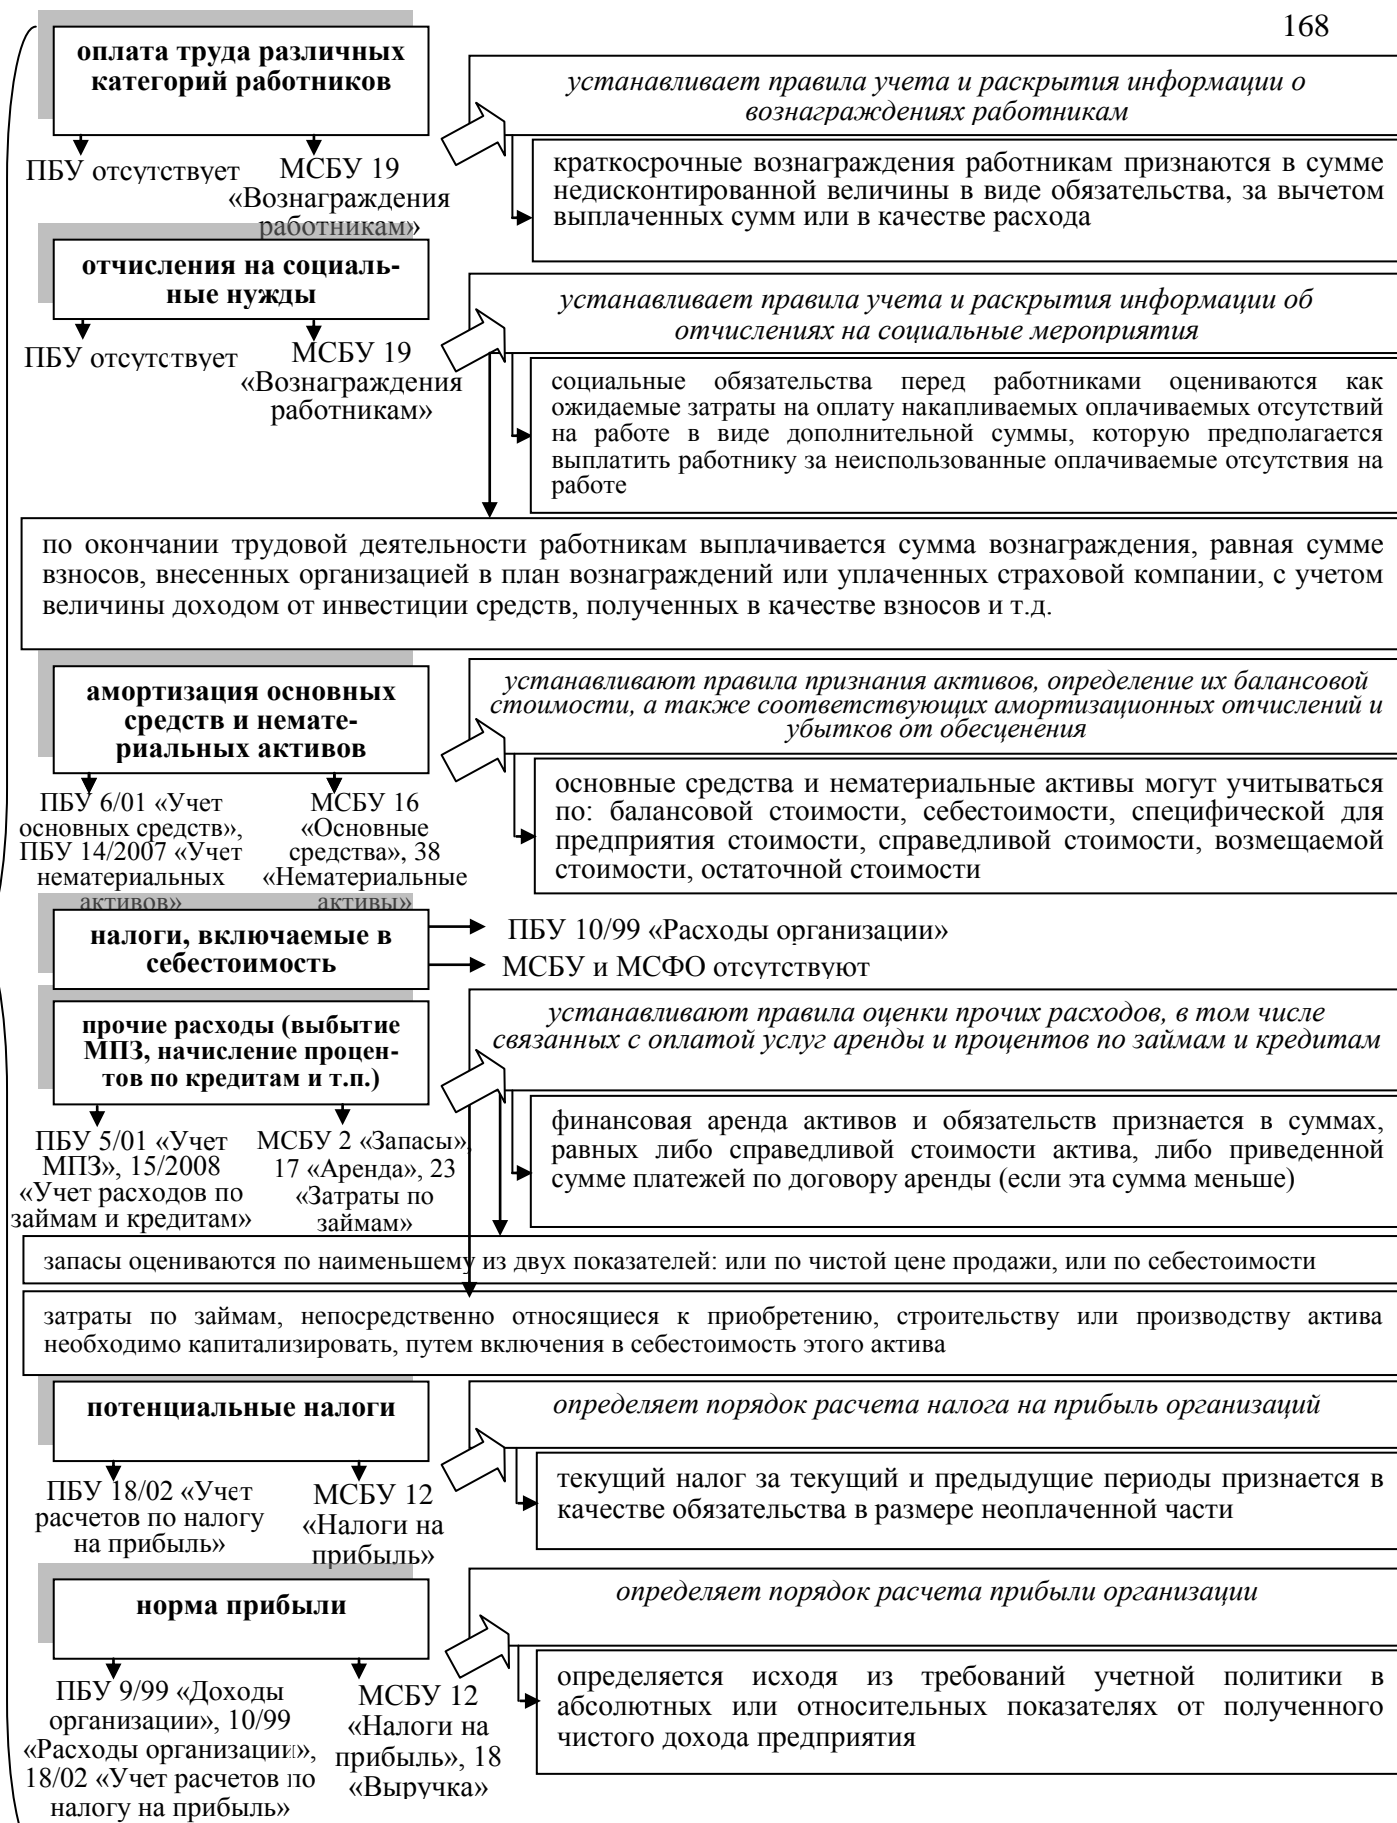 168
оплата труда различных
категорий работников
устанавливает правила учета и раскрытия информации о
вознаграждениях работникам
ПБУ отсутствует
МСБУ 19
«Вознаграждения
работникам»
краткосрочные вознаграждения работникам признаются в сумме
недисконтированной величины в виде обязательства, за вычетом
выплаченных сумм или в качестве расхода
отчисления на социаль-
ные нужды
устанавливает правила учета и раскрытия информации об
отчислениях на социальные мероприятия
ПБУ отсутствует
МСБУ 19
«Вознаграждения
работникам»
социальные обязательства перед работниками оцениваются как
ожидаемые затраты на оплату накапливаемых оплачиваемых отсутствий
на работе в виде дополнительной суммы, которую предполагается
выплатить работнику за неиспользованные оплачиваемые отсутствия на
работе
по окончании трудовой деятельности работникам выплачивается сумма вознаграждения, равная сумме
взносов, внесенных организацией в план вознаграждений или уплаченных страховой компании, с учетом
величины доходом от инвестиции средств, полученных в качестве взносов и т.д.
амортизация основных
средств и немате-
риальных активов
устанавливают правила признания активов, определение их балансовой
стоимости, а также соответствующих амортизационных отчислений и
убытков от обесценения
ПБУ 6/01 «Учет
основных средств»,
ПБУ 14/2007 «Учет
нематериальных
активов»
МСБУ 16
«Основные
средства», 38
«Нематериальные
активы»
основные средства и нематериальные активы могут учитываться
по: балансовой стоимости, себестоимости, специфической для
предприятия стоимости, справедливой стоимости, возмещаемой
стоимости, остаточной стоимости
налоги, включаемые в
себестоимость
ПБУ 10/99 «Расходы организации»
МСБУ и МСФО отсутствуют
прочие расходы (выбытие
МПЗ, начисление процен-
тов по кредитам и т.п.)
устанавливают правила оценки прочих расходов, в том числе
связанных с оплатой услуг аренды и процентов по займам и кредитам
ПБУ 5/01 «Учет
МПЗ», 15/2008
«Учет расходов по
займам и кредитам»
МСБУ 2 «Запасы»,
17 «Аренда», 23
«Затраты по
займам»
финансовая аренда активов и обязательств признается в суммах,
равных либо справедливой стоимости актива, либо приведенной
сумме платежей по договору аренды (если эта сумма меньше)
запасы оцениваются по наименьшему из двух показателей: или по чистой цене продажи, или по себестоимости
затраты по займам, непосредственно относящиеся к приобретению, строительству или производству актива
необходимо капитализировать, путем включения в себестоимость этого актива
потенциальные налоги
определяет порядок расчета налога на прибыль организаций
ПБУ 18/02 «Учет
расчетов по налогу
на прибыль»
МСБУ 12
«Налоги на
прибыль»
текущий налог за текущий и предыдущие периоды признается в
качестве обязательства в размере неоплаченной части
норма прибыли
определяет порядок расчета прибыли организации
ПБУ 9/99 «Доходы
организации», 10/99
«Расходы организации»,
18/02 «Учет расчетов по
налогу на прибыль»
МСБУ 12
«Налоги на
прибыль», 18
«Выручка»
определяется исходя из требований учетной политики в
абсолютных или относительных показателях от полученного
чистого дохода предприятия